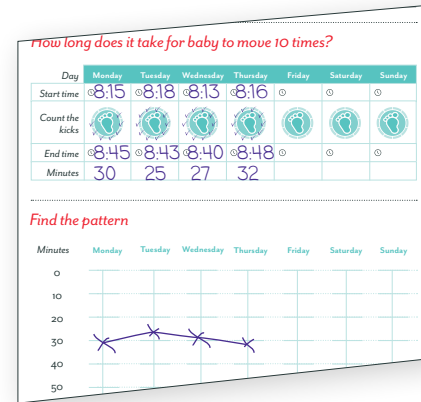 How long does it take for baby to move 10 times?
Day Monday Tuesday Wednesday Thursday Friday Saturday Sunday
Start time 8:15 8:18 8:13 8:16
Count the
kicks
End time 8:45 8:43 8:40 8:48
Minutes 30 25 27 32
Find the pattern
Minutes Monday Tuesday Wednesday Thursday Friday Saturday Sunday
0
10
20
30
40
50